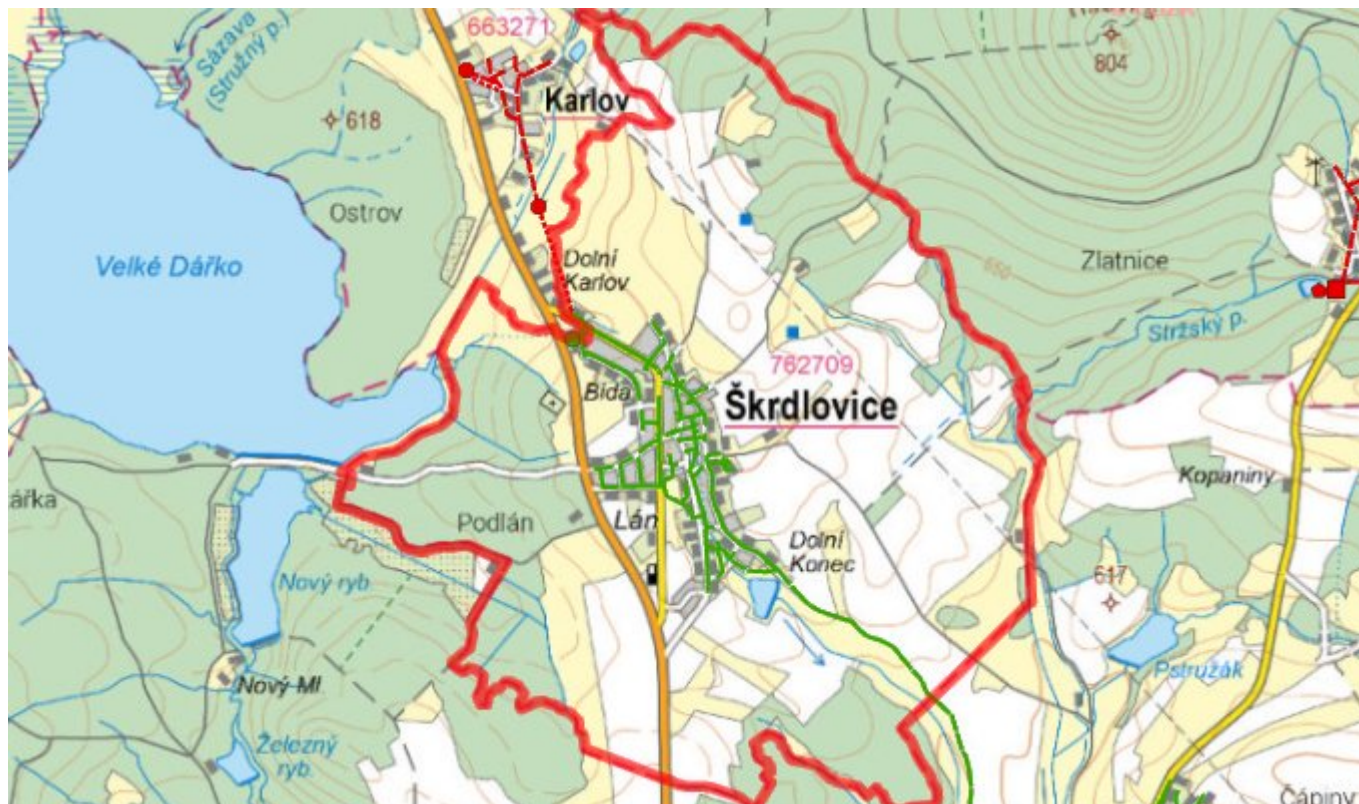 663271
Sázava
(Stružný p.)
804
Karlov
618
Ostrov
Zlatnice
Velké Dářko
Dolní
Karlov
650
Stržský p.
762709
Bída
Škrdlovice
Kopaniny
ářka
Podlán
Lán
Dolní
Konec
Nový ryb.
617
Nový Ml
Pstružák
Železný
ryb.
Čápiny